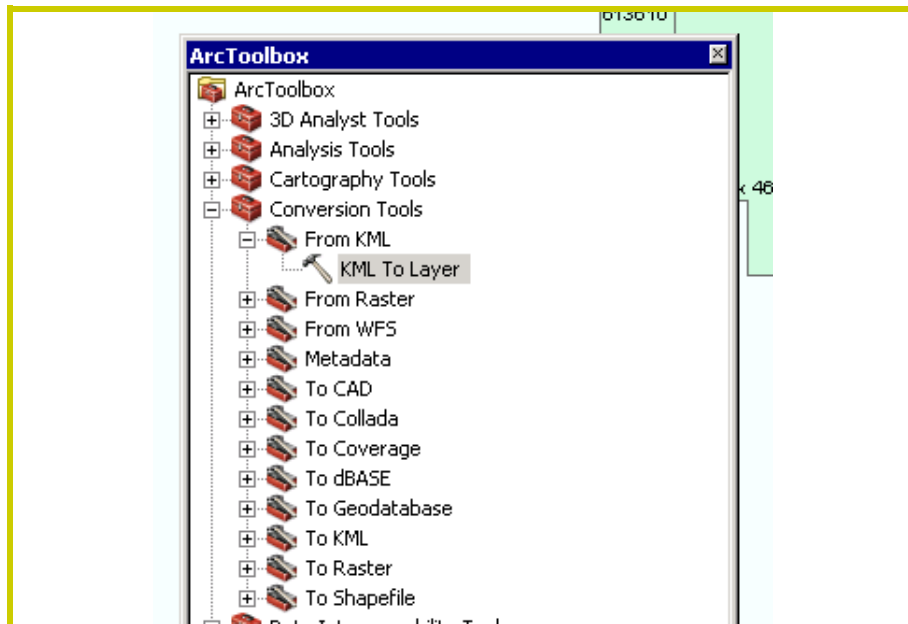 613610
ArcToolbox
ArcToolbox
3D Analyst Tools
Analysis Tools
Cartography Tools
x 46
Conversion Tools
From KML
KML To Layer
From Raster
From WFS
Metadata
To CAD
To Collada
To Coverage
To dBASE
To Geodatabase
To KML
To Raster
To Shapefile